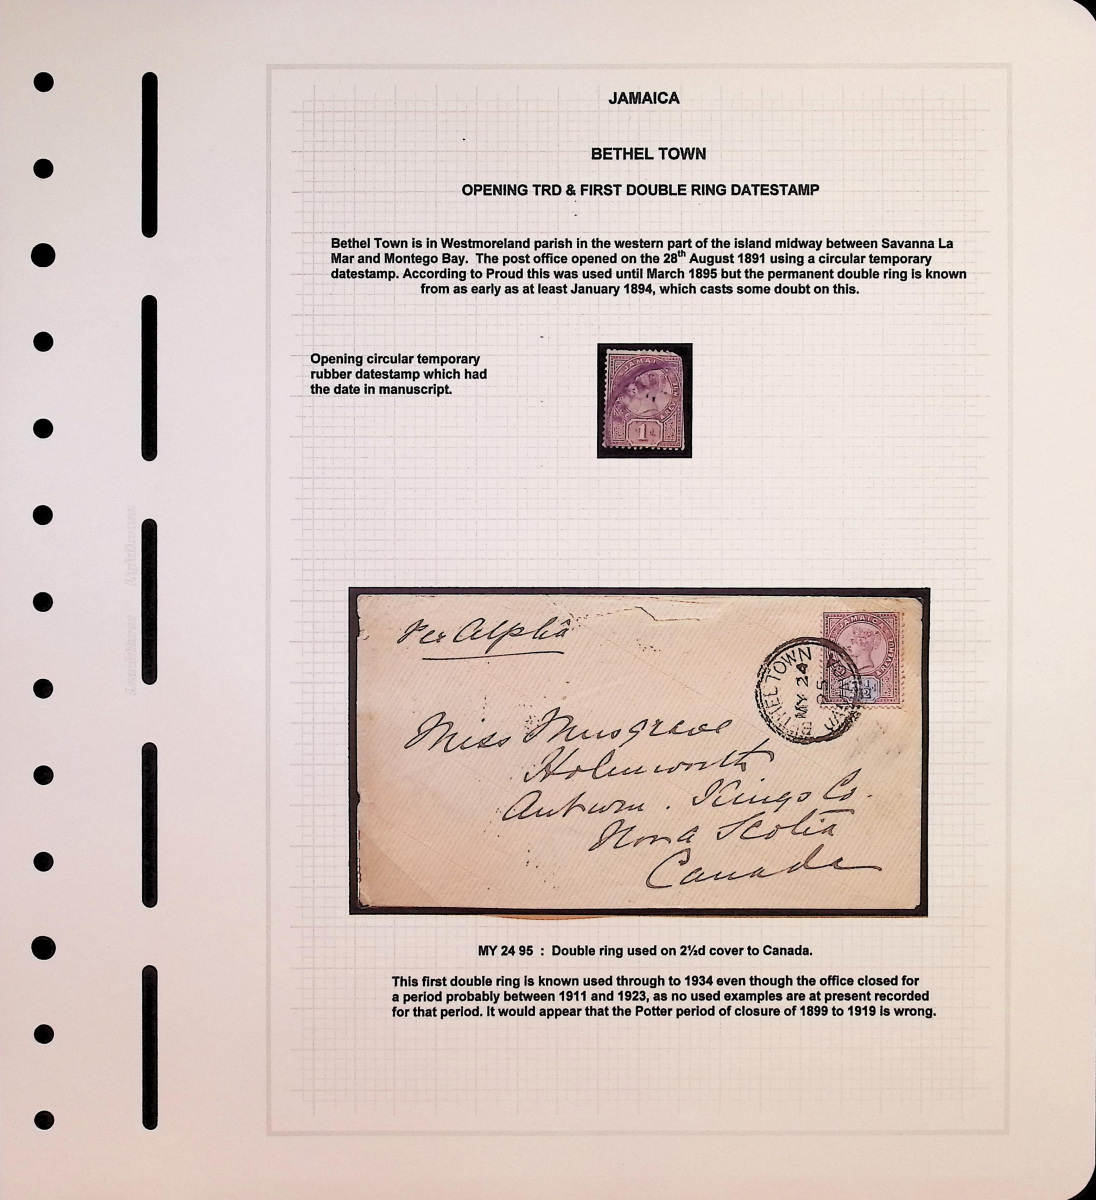 JAMAICA
BETHEL TOWN
OPENING TRD & FIRST DOUBLE RING DATESTAMP
Bethel Town is in Westmoreland parish in the western part of the island midway between Savanna La
Mar and Montego Bay. The post office opened on the 28th August 1891 using a circular temporary
datestamp. According to Proud this was used until March 1895 but the permanent double ring is known
from as early as at least January 1894, which casts some doubt on this.
Opening circular temporary
rubber datestamp which had
the date in manuscript.
JAMAICA
1d
Per Alpha
JAMAICA
BETHEL TOWN
MY 24
95
JAMAICA
Miss Musgrave
Holmworth
Auburn. Kings Co.
Nova Scotia
Canada
MY 24 95 : Double ring used on 2½d cover to Canada.
This first double ring is known used through to 1934 even though the office closed for
a period probably between 1911 and 1923, as no used examples are at present recorded
for that period. It would appear that the Potter period of closure of 1899 to 1919 is wrong.